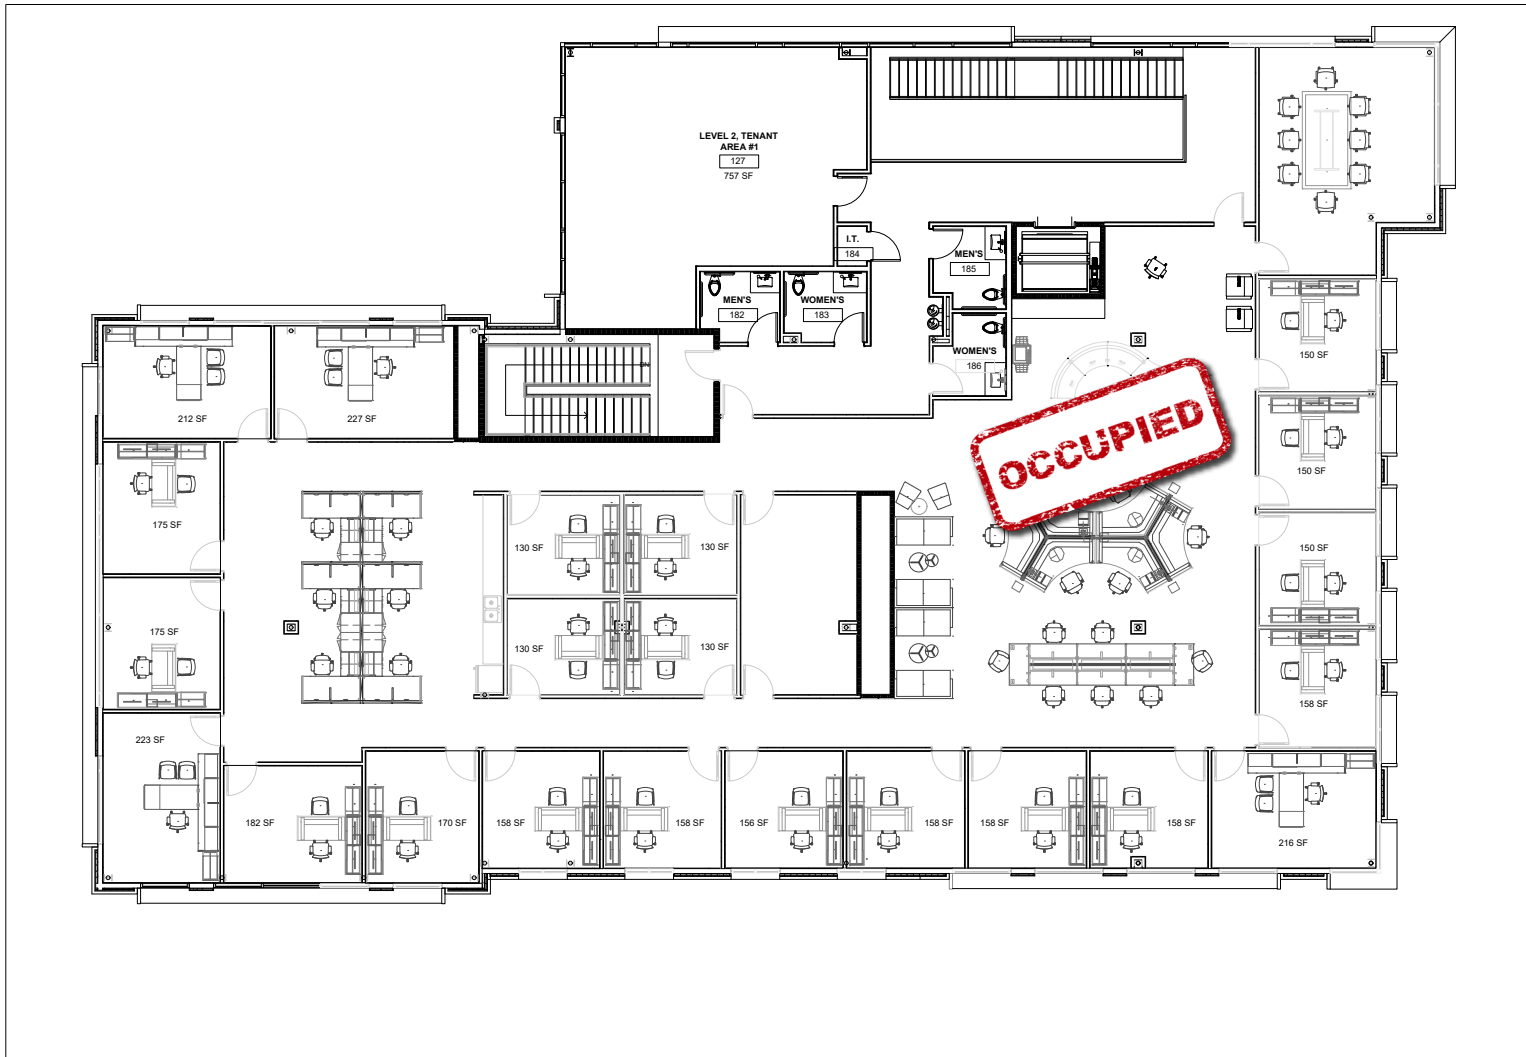 LEVEL 2, TENANT
AREA #1
127
757 SF
I.T.
184
MEN'S
185
MEN'S
182
WOMEN'S
183
WOMEN'S
186
DN
212 SF
227 SF
150 SF
OCCUPIED
150 SF
175 SF
130 SF
130 SF
150 SF
175 SF
130 SF
130 SF
158 SF
223 SF
182 SF
170 SF
158 SF
158 SF
156 SF
158 SF
158 SF
158 SF
216 SF